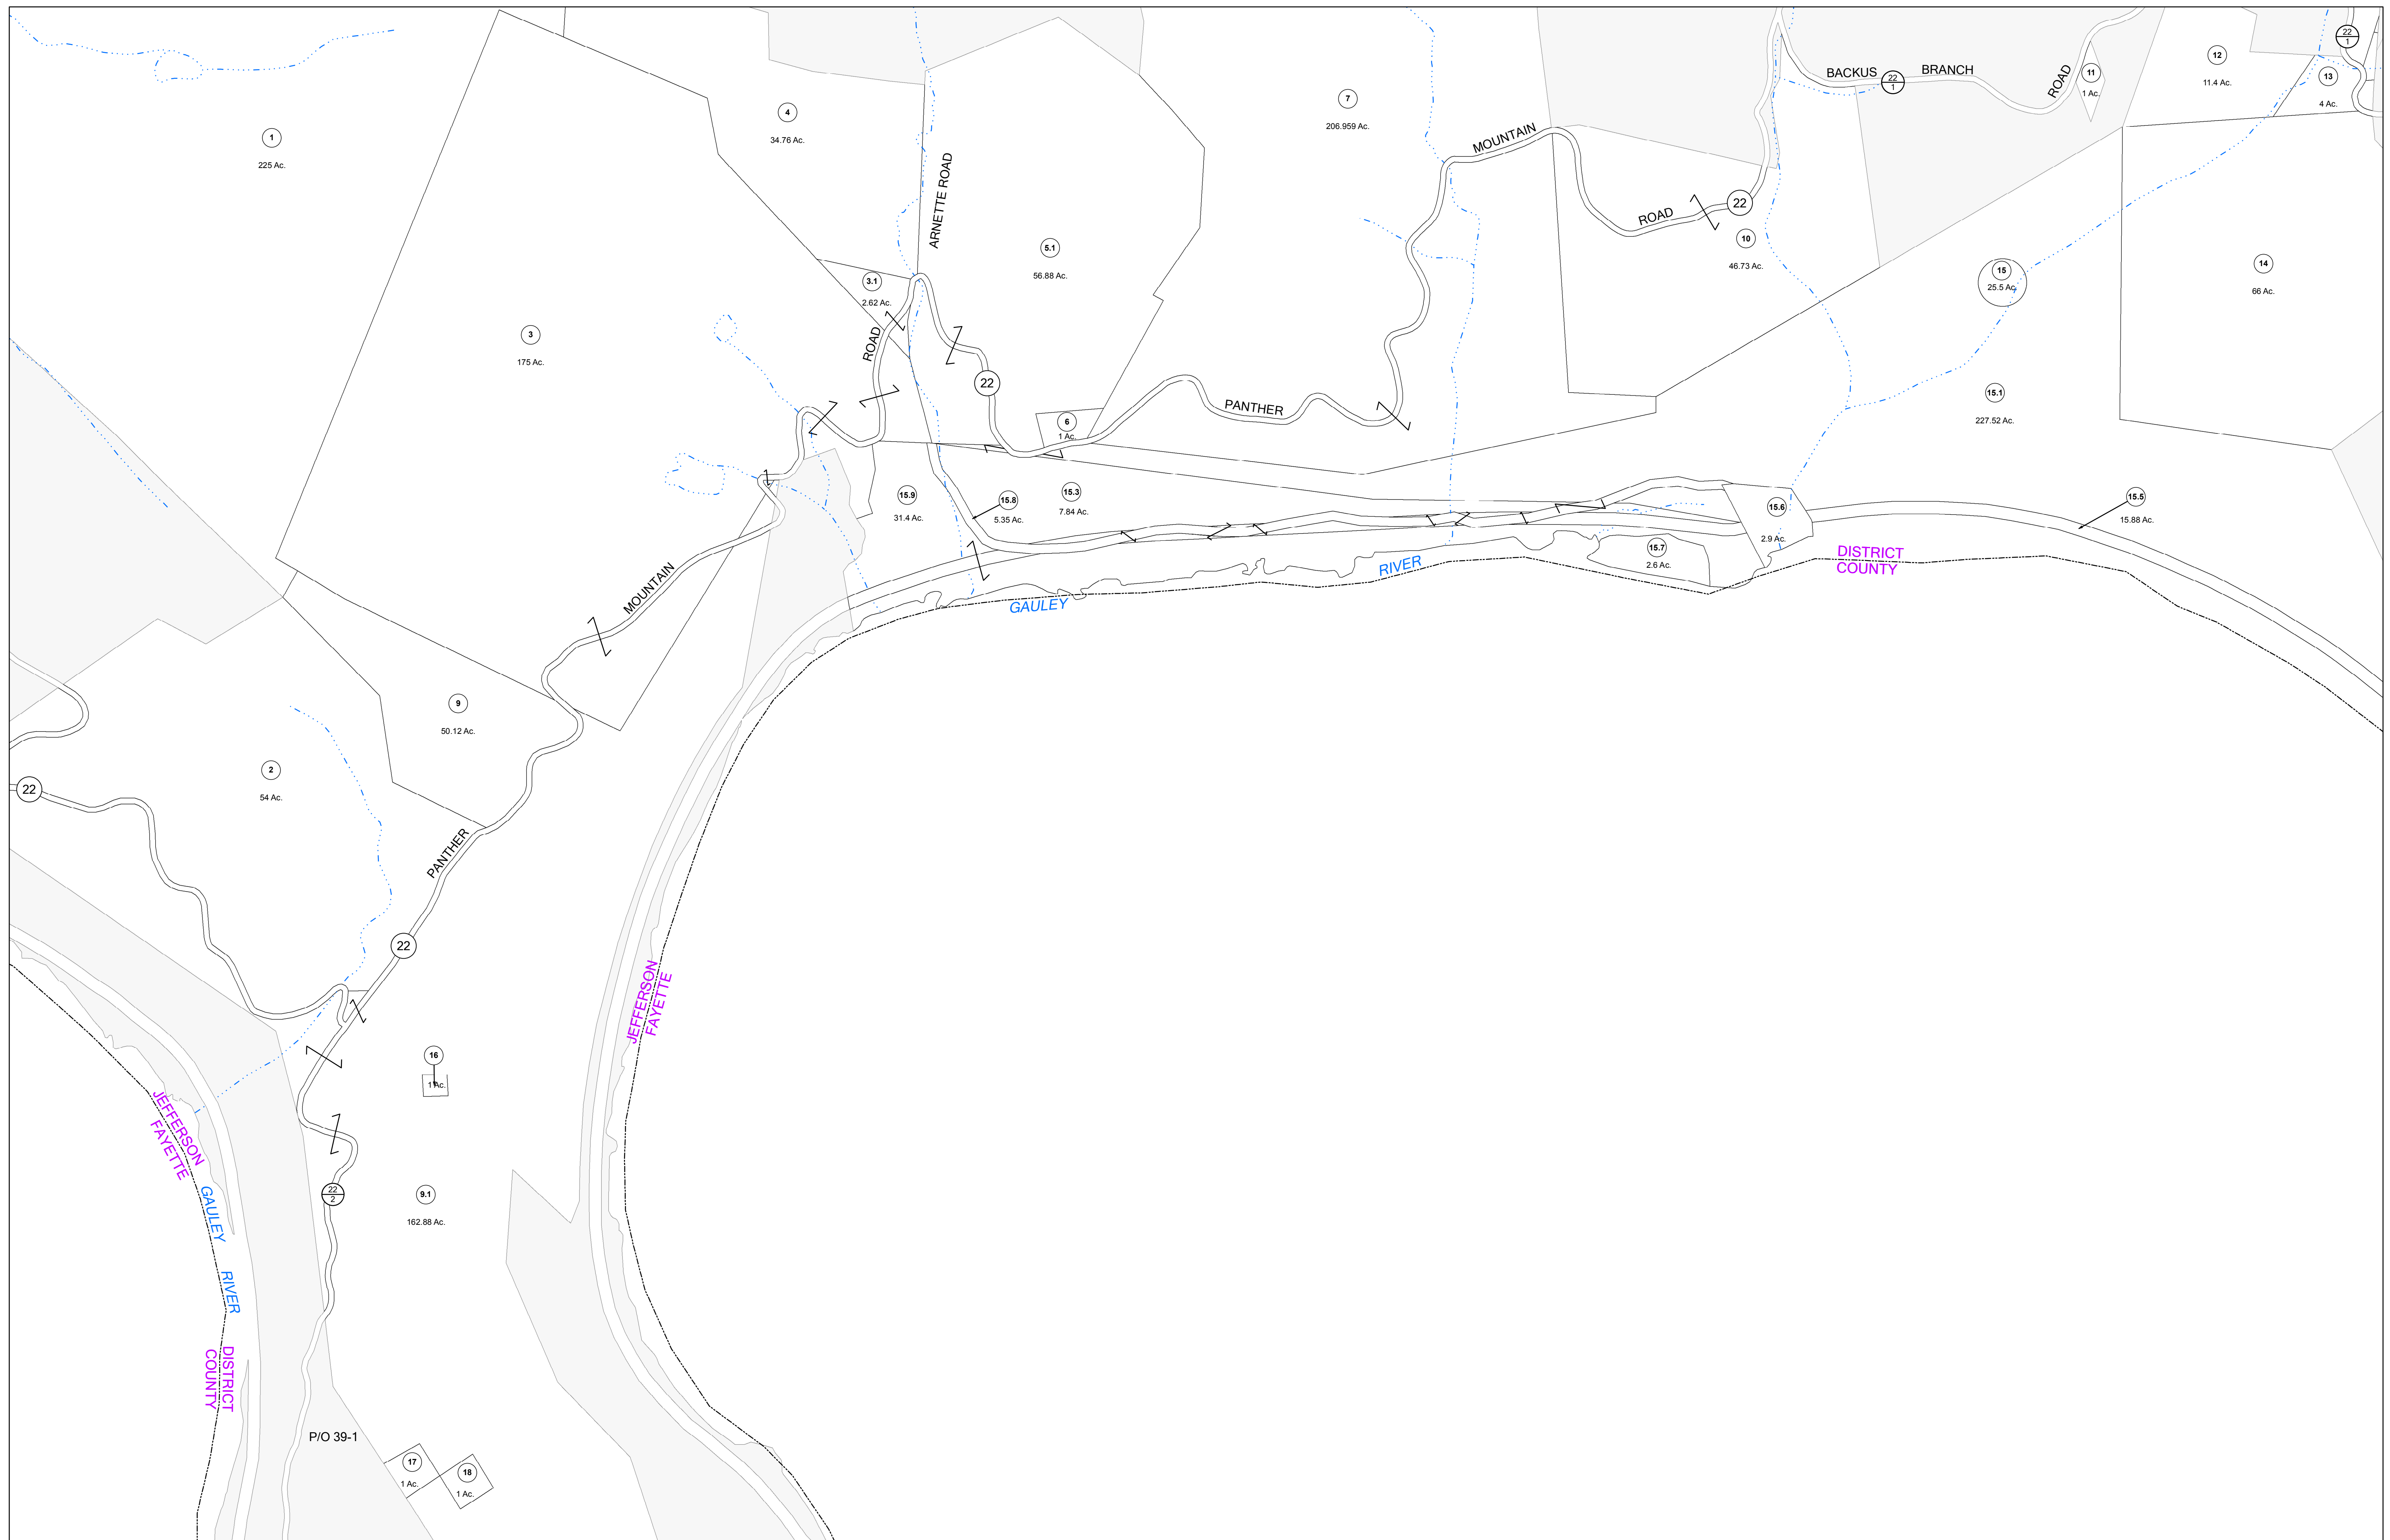 22
1
12
11.4 Ac.
13
4 Ac.
BACKUS
22
1
BRANCH
ROAD
11
1 Ac.
7
206.959 Ac.
4
34.76 Ac.
1
225 Ac.
MOUNTAIN
ARNETTE ROAD
ROAD
22
10
46.73 Ac.
5.1
56.88 Ac.
15
25.5 Ac.
14
66 Ac.
3.1
2.62 Ac.
ROAD
3
175 Ac.
22
15.1
227.52 Ac.
PANTHER
6
1 Ac.
15.9
31.4 Ac.
15.8
5.35 Ac.
15.3
7.84 Ac.
15.6
2.9 Ac.
15.5
15.88 Ac.
15.7
2.6 Ac.
DISTRICT
COUNTY
RIVER
GAULEY
MOUNTAIN
9
50.12 Ac.
2
54 Ac.
22
PANTHER
22
JEFFERSON
FAYETTE
16
1 Ac.
JEFFERSON
FAYETTE
GAULEY
RIVER
22
2
9.1
162.88 Ac.
DISTRICT
COUNTY
P/O 39-1
17
1 Ac.
18
1 Ac.